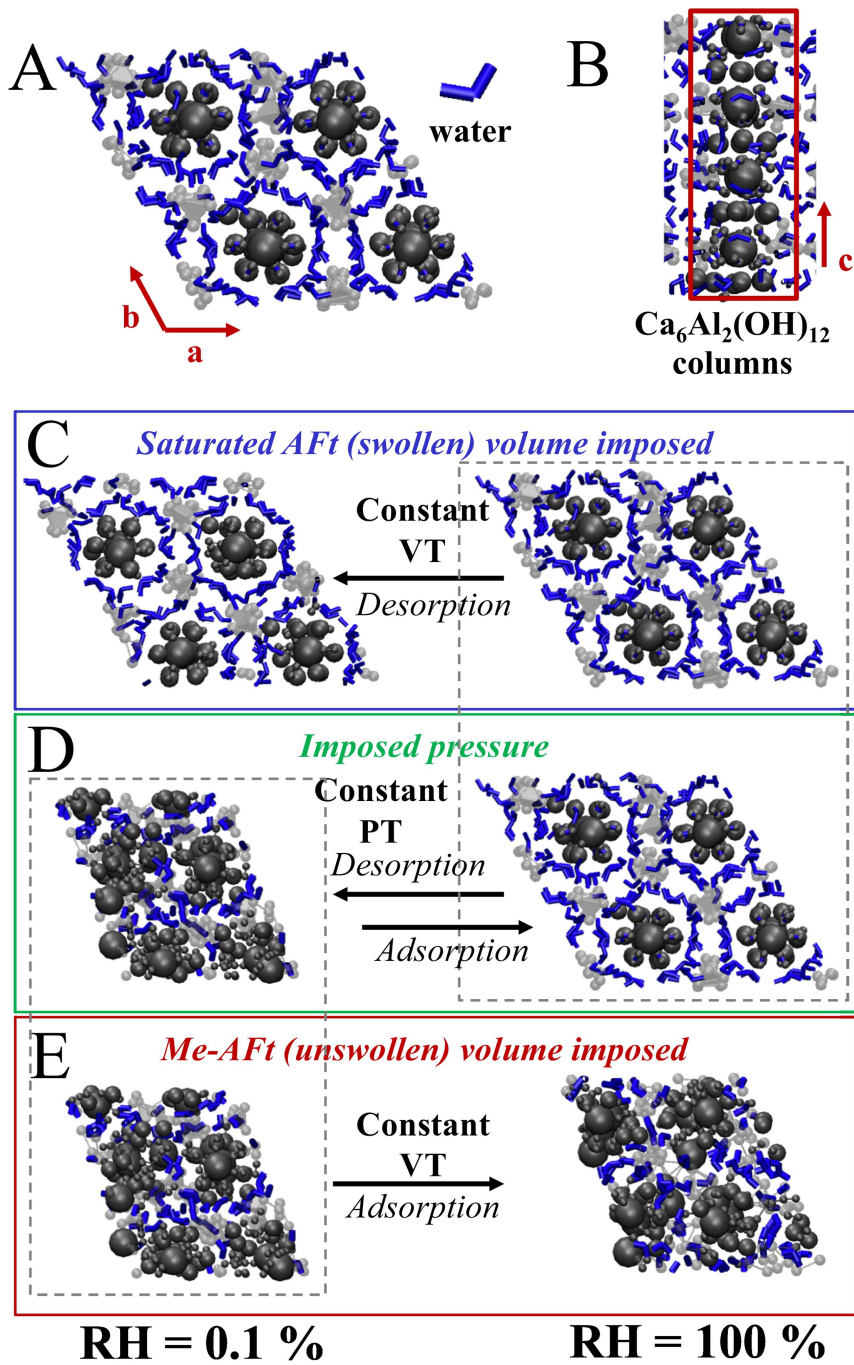 A
water
b
a
B
c
Ca₆Al₂(OH)₁₂
columns
C
Saturated AFt (swollen) volume imposed
Constant
VT
Desorption
D
Imposed pressure
Constant
PT
Desorption
Adsorption
E
Me-AFt (unswollen) volume imposed
Constant
VT
Adsorption
RH = 0.1 %
RH = 100 %